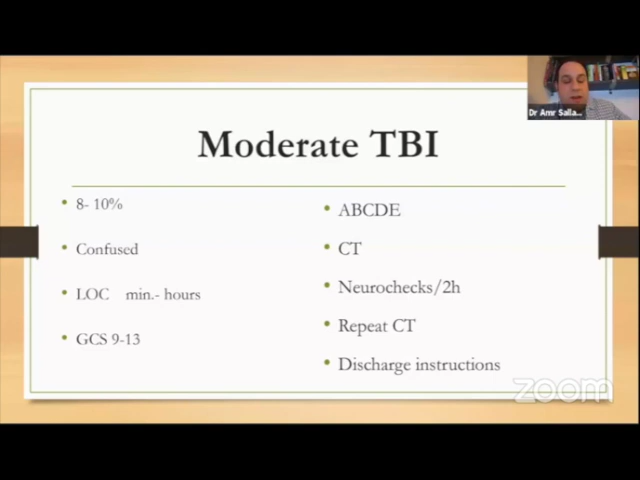 Dr Amr Salla...
Moderate TBI
8- 10%
Confused
LOC min.- hours
GCS 9-13
ABCDE
CT
Neurochecks/2h
Repeat CT
Discharge instructions
zoom